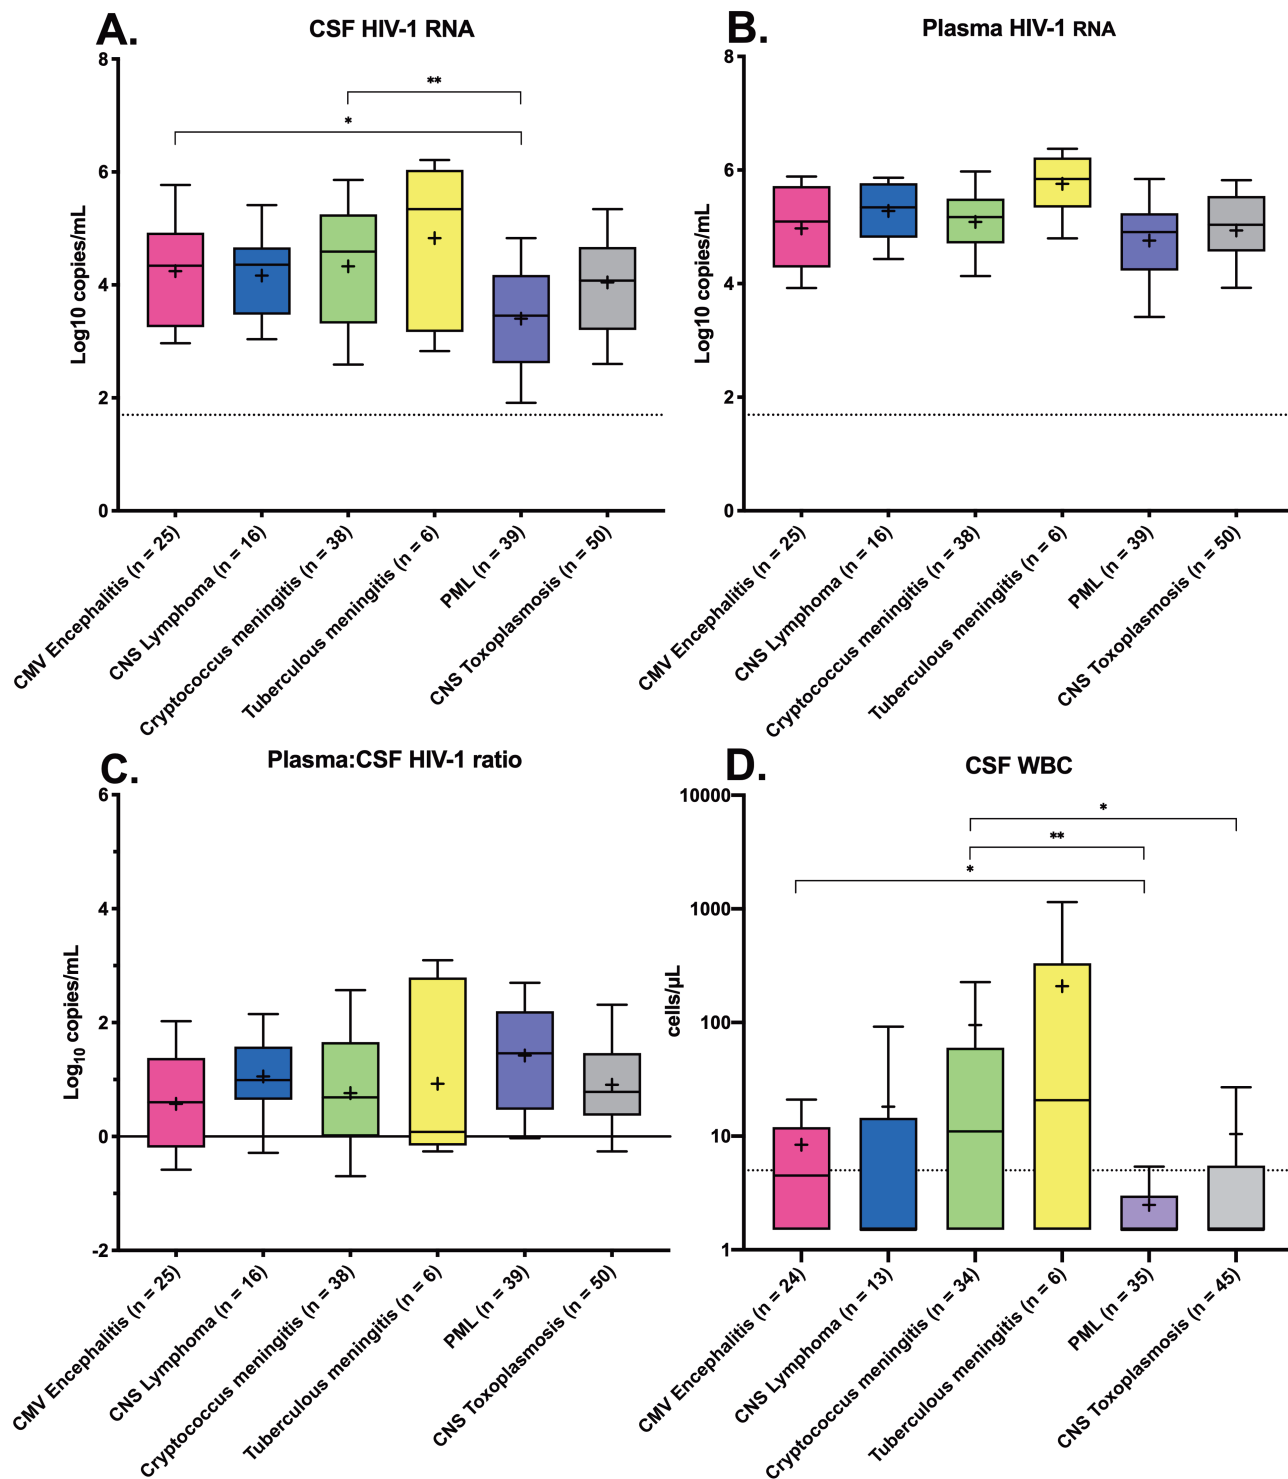 A.
CSF HIV-1 RNA
8
6
4
2
0
Log10 copies/mL
**
*
CMV Encephalitis (n = 25)
CNS Lymphoma (n = 16)
Cryptococcus meningitis (n = 38)
Tuberculous meningitis (n = 6)
PML (n = 39)
CNS Toxoplasmosis (n = 50)
B.
Plasma HIV-1 RNA
8
6
4
2
0
Log10 copies/mL
CMV Encephalitis (n = 25)
CNS Lymphoma (n = 16)
Cryptococcus meningitis (n = 38)
Tuberculous meningitis (n = 6)
PML (n = 39)
CNS Toxoplasmosis (n = 50)
C.
Plasma:CSF HIV-1 ratio
6
4
2
0
-2
Log10 copies/mL
CMV Encephalitis (n = 25)
CNS Lymphoma (n = 16)
Cryptococcus meningitis (n = 38)
Tuberculous meningitis (n = 6)
PML (n = 39)
CNS Toxoplasmosis (n = 50)
D.
CSF WBC
10000
1000
100
10
1
cells/µL
*
**
*
CMV Encephalitis (n = 24)
CNS Lymphoma (n = 13)
Cryptococcus meningitis (n = 34)
Tuberculous meningitis (n = 6)
PML (n = 35)
CNS Toxoplasmosis (n = 45)